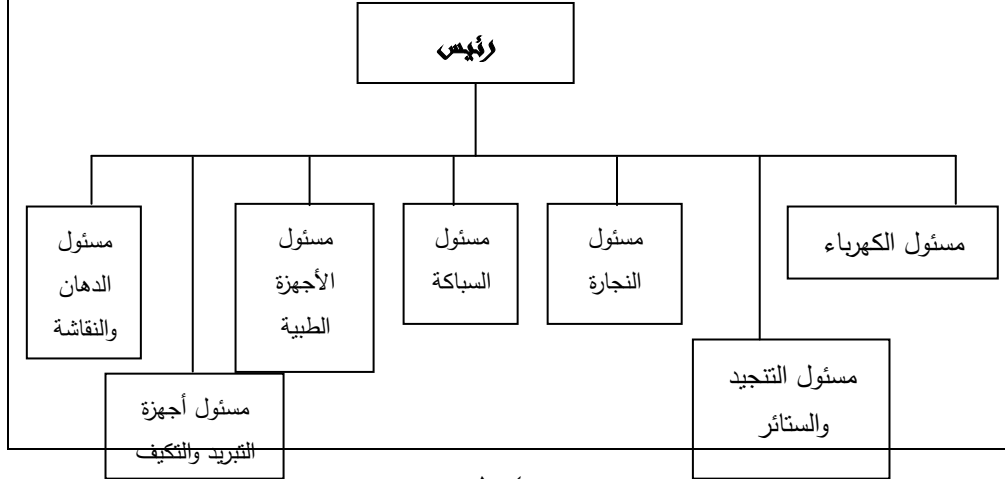 رئيس
مسئول الكهرباء
مسئول التنجيد
والستائر
مسئول
النجارة
مسئول
السباكة
مسئول
الأجهزة
الطبية
مسئول أجهزة
التبريد والتكيف
مسئول
الدهان
والنقاشة